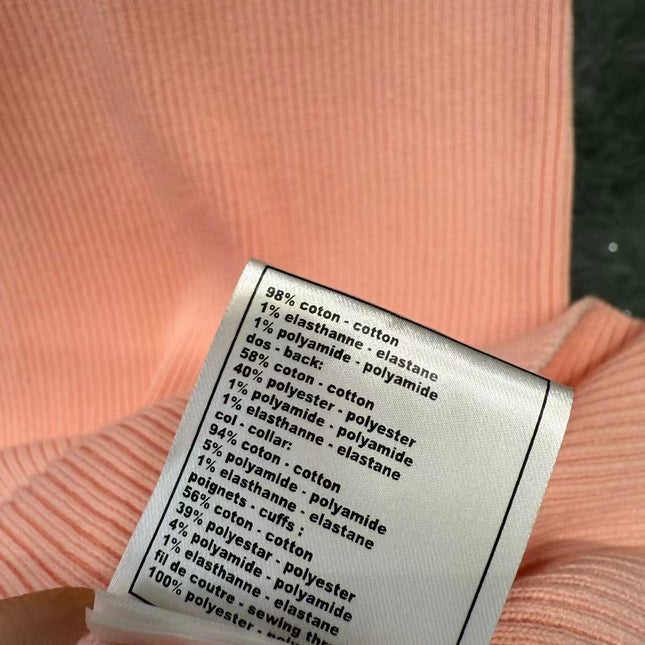 98% coton - cotton
1% elasthanne - elastane
1% polyamide - polyamide
dos - back:
58% coton - cotton
40% polyester - polyester
1% polyamide - polyamide
1% elasthanne - elastane
col - collar:
94% coton - cotton
5% polyamide - polyamide
1% elasthanne - elastane
poignets - cuffs :
56% coton - cotton
39% polyestar - polyester
4% polyamide - polyamide
1% elasthanne - elastane
fil de coutre - sewing
100% polyester -